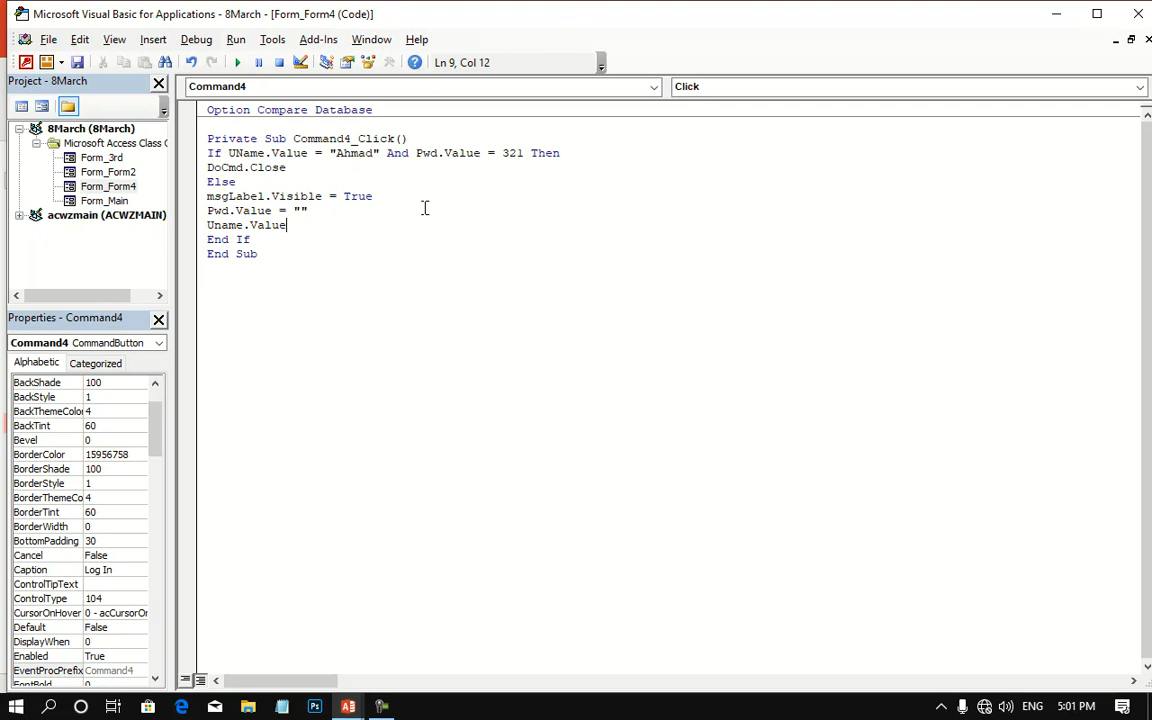 Microsoft Visual Basic for Applications - 8March - [Form_Form4 (Code)]
File Edit View Insert Debug Run Tools Add-Ins Window Help
Ln 9, Col 12
Project - 8March
Command4 Click
8March (8March)
Microsoft Access Class
Form_3rd
Form_Form2
Form_Form4
Form_Main
acwzmain (ACWZMAIN)
Option Compare Database
Private Sub Command4_Click()
If UName.Value = "Ahmad" And Pwd.Value = 321 Then
DoCmd.Close
Else
msgLabel.Visible = True
Pwd.Value = ""
Uname.Value
End If
End Sub
Properties - Command4
Command4 CommandButton
Alphabetic Categorized
BackShade 100
BackStyle 1
BackThemeColo 4
BackTint 60
Bevel 0
BorderColor 15956758
BorderShade 100
BorderStyle 1
BorderThemeCo 4
BorderTint 60
BorderWidth 0
BottomPadding 30
Cancel False
Caption Log In
ControlTipText
ControlType 104
CursorOnHover 0 - acCursorOn
Default False
DisplayWhen 0
Enabled True
EventProcPrefix Command4
FontBold 0
ENG 5:01 PM